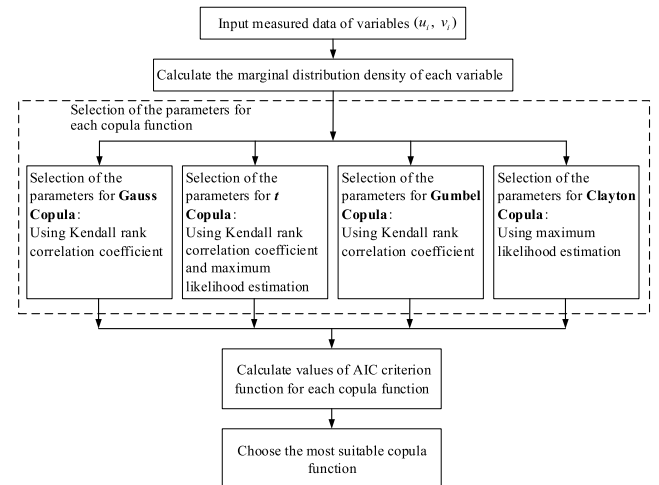 Input measured data of variables (u_i, v_i)
Calculate the marginal distribution density of each variable
Selection of the parameters for
each copula function
Selection of the
parameters for Gauss
Copula:
Using Kendall rank
correlation coefficient
Selection of the
parameters for t
Copula:
Using Kendall rank
correlation coefficient
and maximum
likelihood estimation
Selection of the
parameters for Gumbel
Copula:
Using Kendall rank
correlation coefficient
Selection of the
parameters for Clayton
Copula:
Using maximum
likelihood estimation
Calculate values of AIC criterion
function for each copula function
Choose the most suitable copula
function